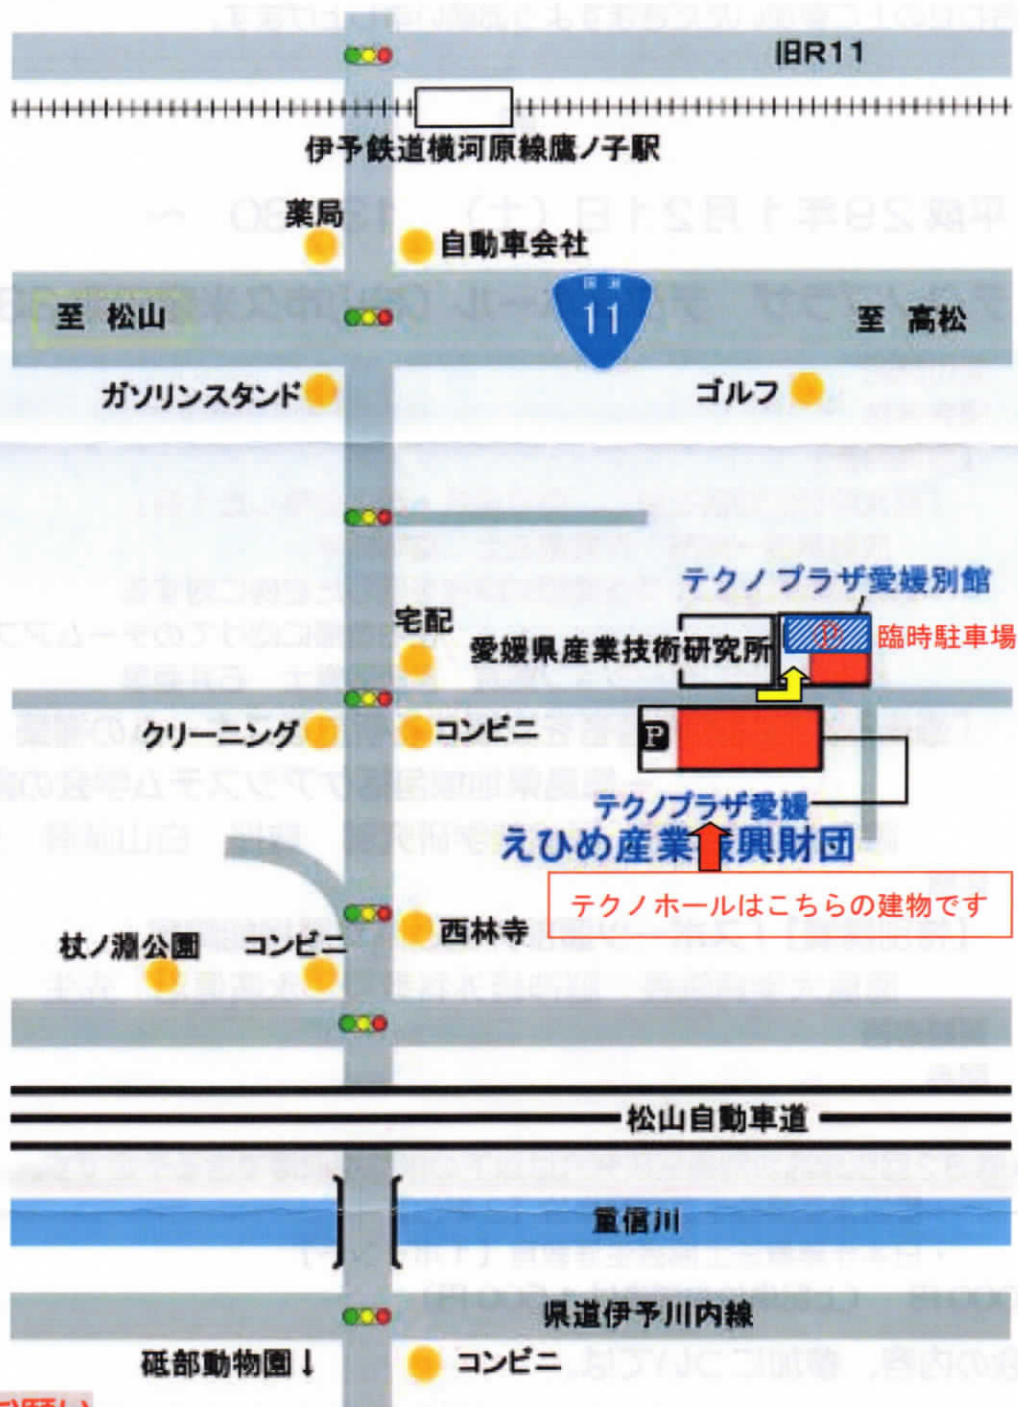 旧R11
伊予鉄道横河原線鷹ノ子駅
薬局
自動車会社
至 松山
国道
11
至 高松
ガソリンスタンド
ゴルフ
テクノプラザ愛媛別館
宅配
愛媛県産業技術研究所
P
臨時駐車場
クリーニング
コンビニ
P
テクノプラザ愛媛
えひめ産業振興財団
テクノホールはこちらの建物です
西林寺
杖ノ淵公園
コンビニ
松山自動車道
重信川
県道伊予川内線
砥部動物園↓
コンビニ